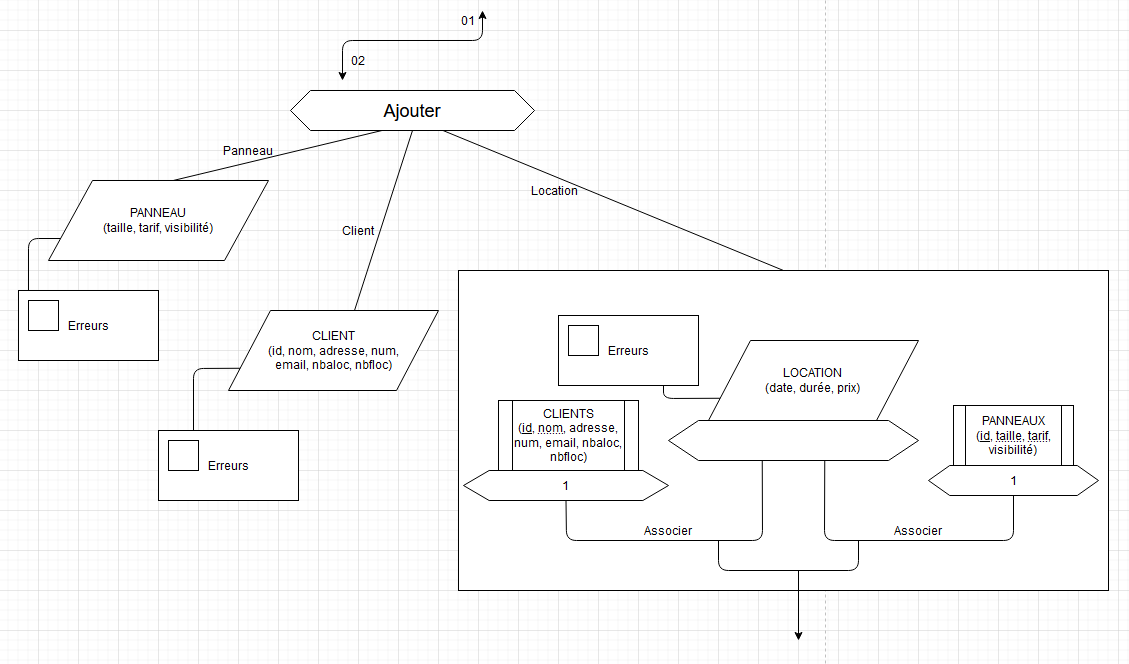 01
02
Ajouter
Panneau
Location
PANNEAU
(taille, tarif, visibilité)
Client
Erreurs
CLIENT
(id, nom, adresse, num,
email, nbaloc, nbfloc)
Erreurs
Erreurs
LOCATION
(date, durée, prix)
CLIENTS
(id, nom, adresse,
num, email, nbaloc,
nbfloc)
1
PANNEAUX
(id, taille, tarif,
visibilité)
1
Associer
Associer